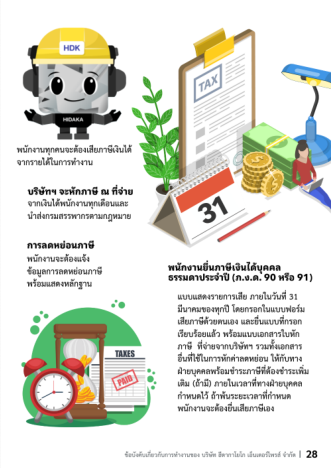 HDK
HIDAKA
TAX
31
พนักงานทุกคนจะต้องเสียภาษีเงินได้
จากรายได้ในการทำงาน
บริษัทฯ จะหักภาษี ณ ที่จ่าย
จากเงินได้พนักงานทุกเดือนและ
นำส่งกรมสรรพากรตามกฎหมาย
การลดหย่อนภาษี
พนักงานจะต้องแจ้ง
ข้อมูลการลดหย่อนภาษี
พร้อมแสดงหลักฐาน
พนักงานยื่นภาษีเงินได้บุคคล
ธรรมดาประจำปี (ภ.ง.ด. 90 หรือ 91)
แบบแสดงรายการเสีย ภายในวันที่ 31
มีนาคมของทุกปี โดยกรอกในแบบฟอร์ม
เสียภาษีด้วยตนเอง และยื่นแบบที่กรอก
เรียบร้อยแล้ว พร้อมแนบเอกสารใบหัก
ภาษี ที่จ่ายจากบริษัทฯ รวมทั้งเอกสาร
อื่นที่ใช้ในการหักค่าลดหย่อน ให้กับทาง
ฝ่ายบุคคลพร้อมชำระภาษีที่ต้องชำระเพิ่ม
เติม (ถ้ามี) ภายในเวลาที่ทางฝ่ายบุคคล
กำหนดไว้ ถ้าพ้นระยะเวลาที่กำหนด
พนักงานจะต้องยื่นเสียภาษีเอง
TAXES
PAID
ข้อบังคับเกี่ยวกับการทำงานของ บริษัท ฮิดากาโยโก เอ็นเตอร์ไพรส์ จำกัด | 28